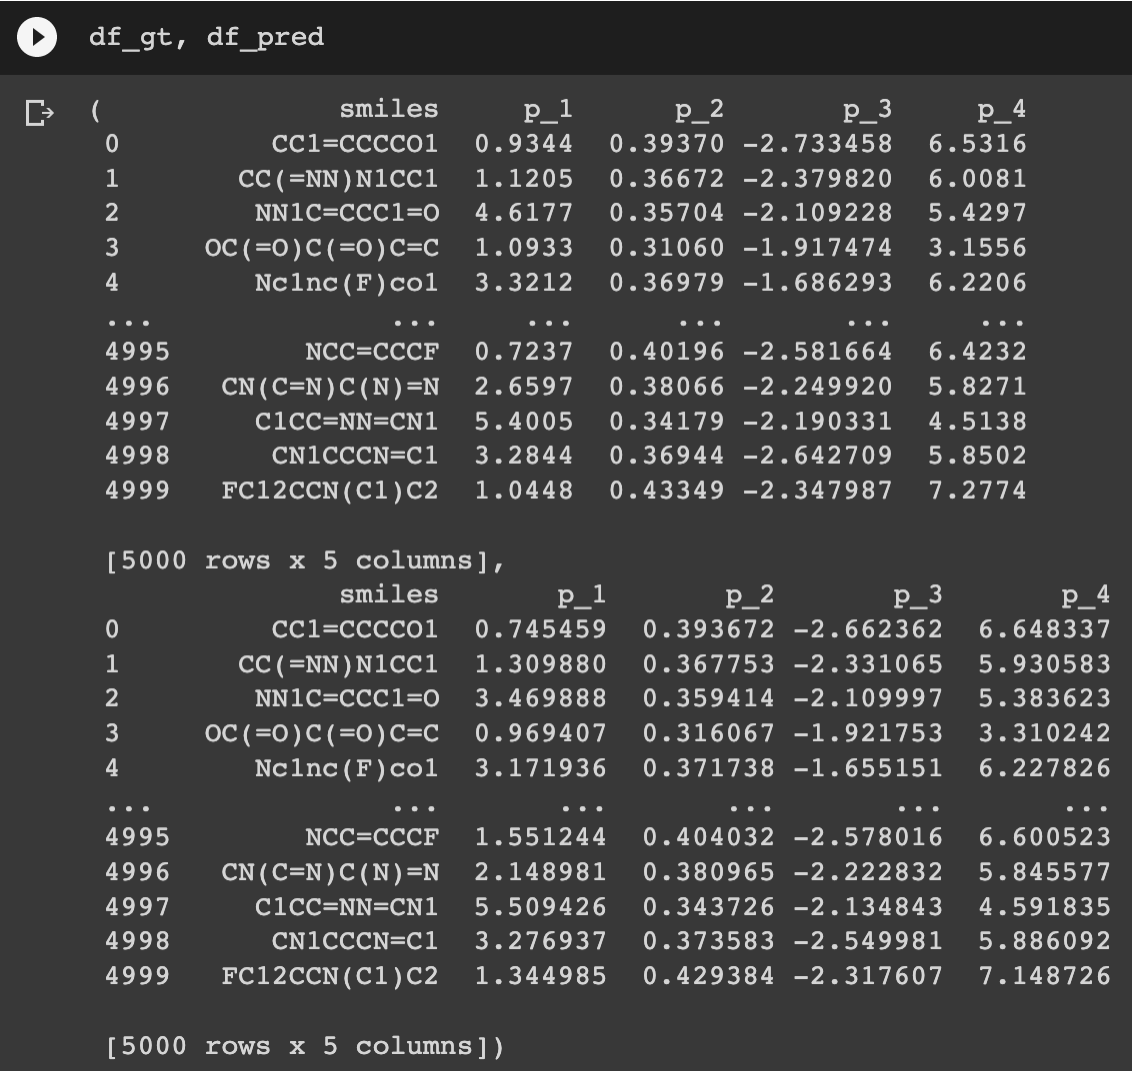 df_gt, df_pred
( smiles p_1 p_2 p_3 p_4
0 CC1=CCCCO1 0.9344 0.39370 -2.733458 6.5316
1 CC(=NN)N1CC1 1.1205 0.36672 -2.379820 6.0081
2 NN1C=CCC1=O 4.6177 0.35704 -2.109228 5.4297
3 OC(=O)C(=O)C=C 1.0933 0.31060 -1.917474 3.1556
4 Nc1nc(F)co1 3.3212 0.36979 -1.686293 6.2206
... ... ... ... ... ...
4995 NCC=CCCF 0.7237 0.40196 -2.581664 6.4232
4996 CN(C=N)C(N)=N 2.6597 0.38066 -2.249920 5.8271
4997 C1CC=NN=CN1 5.4005 0.34179 -2.190331 4.5138
4998 CN1CCCN=C1 3.2844 0.36944 -2.642709 5.8502
4999 FC12CCN(C1)C2 1.0448 0.43349 -2.347987 7.2774
[5000 rows x 5 columns],
smiles p_1 p_2 p_3 p_4
0 CC1=CCCCO1 0.745459 0.393672 -2.662362 6.648337
1 CC(=NN)N1CC1 1.309880 0.367753 -2.331065 5.930583
2 NN1C=CCC1=O 3.469888 0.359414 -2.109997 5.383623
3 OC(=O)C(=O)C=C 0.969407 0.316067 -1.921753 3.310242
4 Nc1nc(F)co1 3.171936 0.371738 -1.655151 6.227826
... ... ... ... ... ...
4995 NCC=CCCF 1.551244 0.404032 -2.578016 6.600523
4996 CN(C=N)C(N)=N 2.148981 0.380965 -2.222832 5.845577
4997 C1CC=NN=CN1 5.509426 0.343726 -2.134843 4.591835
4998 CN1CCCN=C1 3.276937 0.373583 -2.549981 5.886092
4999 FC12CCN(C1)C2 1.344985 0.429384 -2.317607 7.148726
[5000 rows x 5 columns])